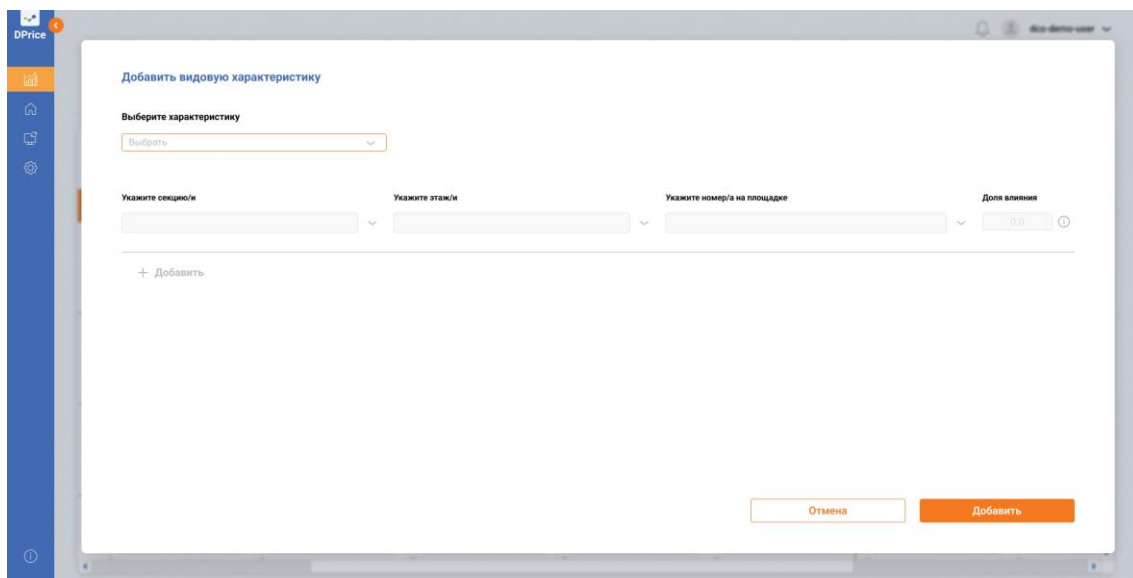 DPrice
dco-demo-user
Добавить видовую характеристику
Выберите характеристику
Выбрать
Укажите секцию/и Укажите этаж/и Укажите номер/а на площадке Доля влияния
0.0
+ Добавить
Отмена Добавить